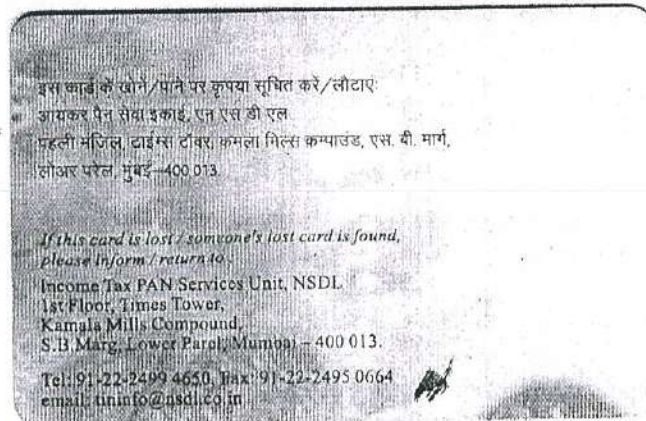 इस कार्ड के खोने/पाने पर कृपया सूचित करें/लौटाएं
आयकर पैन सेवा इकाई, एन एस डी एल
पहली मंजिल, टाईम्स टॉवर, कमला मिल्स कम्पाउंड, एस. बी. मार्ग,
लोअर परेल, मुंबई–400 013.
If this card is lost / someone's lost card is found,
please inform / return to :
Income Tax PAN Services Unit, NSDL
1st Floor, Times Tower,
Kamala Mills Compound,
S.B.Marg, Lower Parel, Mumbai – 400 013.
Tel: 91-22-2499 4650, Fax: 91-22-2495 0664
email: tininfo@nsdl.co.in